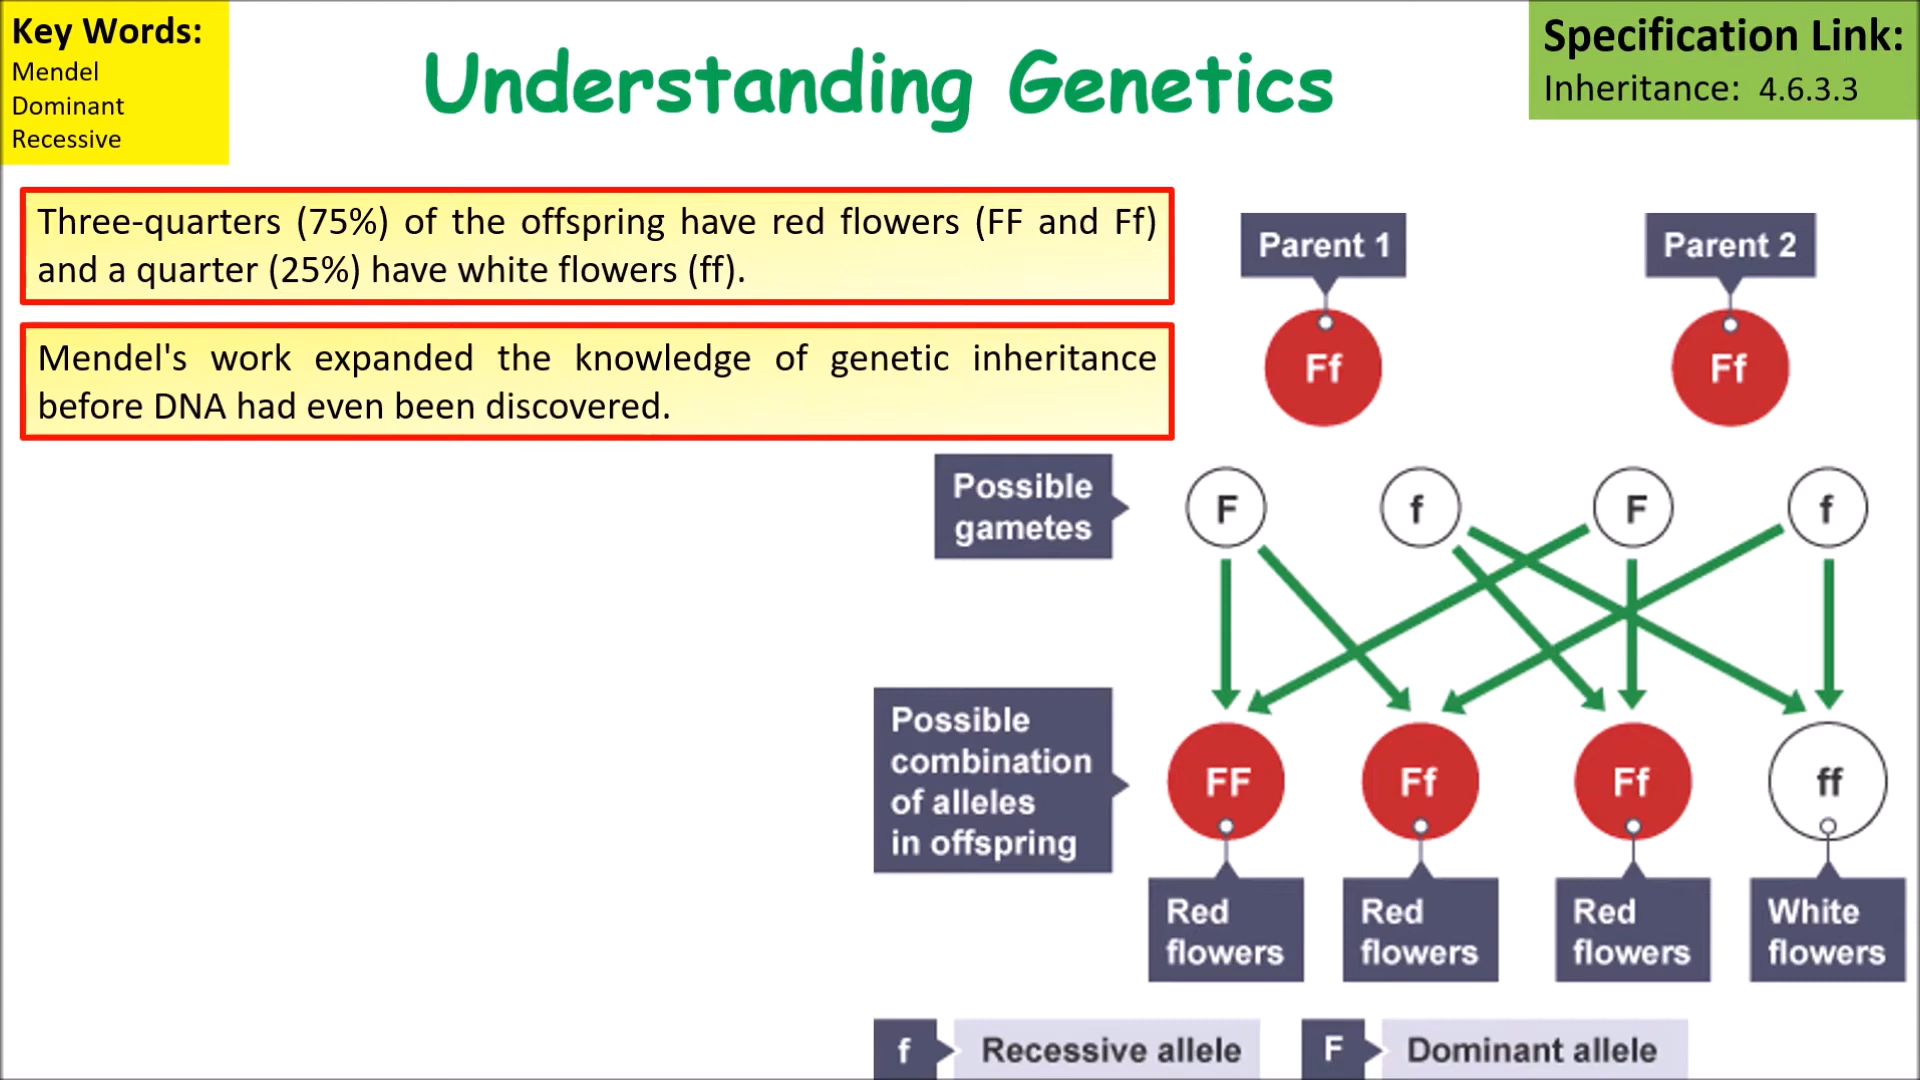 Key Words:
Mendel
Dominant
Recessive
Understanding Genetics
Specification Link:
Inheritance: 4.6.3.3
Three-quarters (75%) of the offspring have red flowers (FF and Ff)
and a quarter (25%) have white flowers (ff).
Mendel's work expanded the knowledge of genetic inheritance
before DNA had even been discovered.
Parent 1
Parent 2
Ff
Ff
Possible
gametes
F
f
F
f
Possible
combination
of alleles
in offspring
FF
Ff
Ff
ff
Red
flowers
Red
flowers
Red
flowers
White
flowers
f
Recessive allele
F
Dominant allele